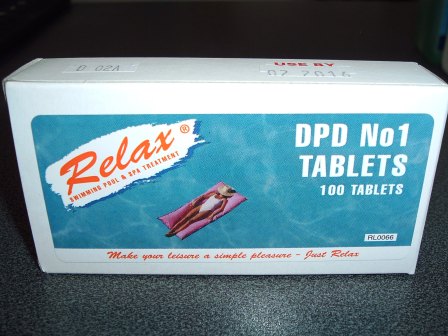 D 02A
USE BY
07 2014
Relax®
SWIMMING POOL & SPA TREATMENT
DPD No1
TABLETS
100 TABLETS
RL0066
Make your leisure a simple pleasure - Just Relax